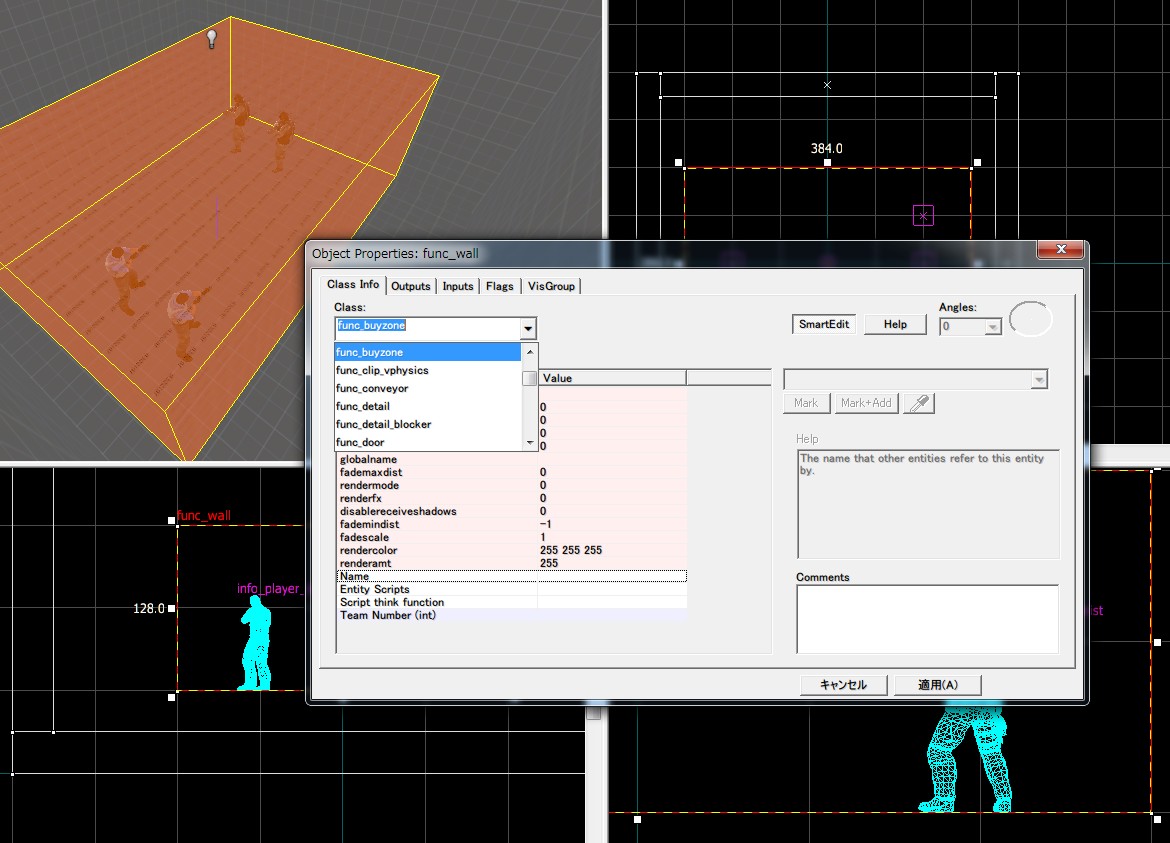 384.0
Object Properties: func_wall
Class Info
Outputs
Inputs
Flags
VisGroup
Class:
func_buyzone
SmartEdit
Help
Angles:
0
func_buyzone
func_clip_vphysics
func_conveyor
func_detail
func_detail_blocker
func_door
Value
0
0
0
0
Mark
Mark+Add
Help
The name that other entities refer to this entity
by.
globalname
fademaxdist 0
rendermode 0
renderfx 0
disablereceiveshadows 0
fademindist -1
fadescale 1
rendercolor 255 255 255
renderamt 255
Name
Entity Scripts
Script think function
Team Number (int)
Comments
キャンセル
適用(A)
func_wall
info_player_
128.0
ist